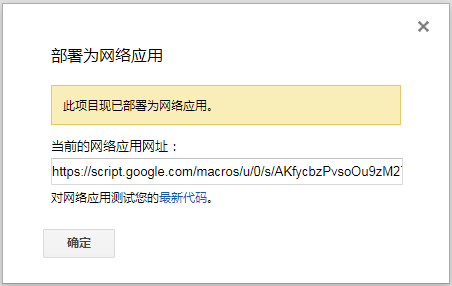 部署为网络应用
此项目现已部署为网络应用。
当前的网络应用网址：
https://script.google.com/macros/u/0/s/AKfycbzPvsoOu9zM2
对网络应用测试您的最新代码。
确定